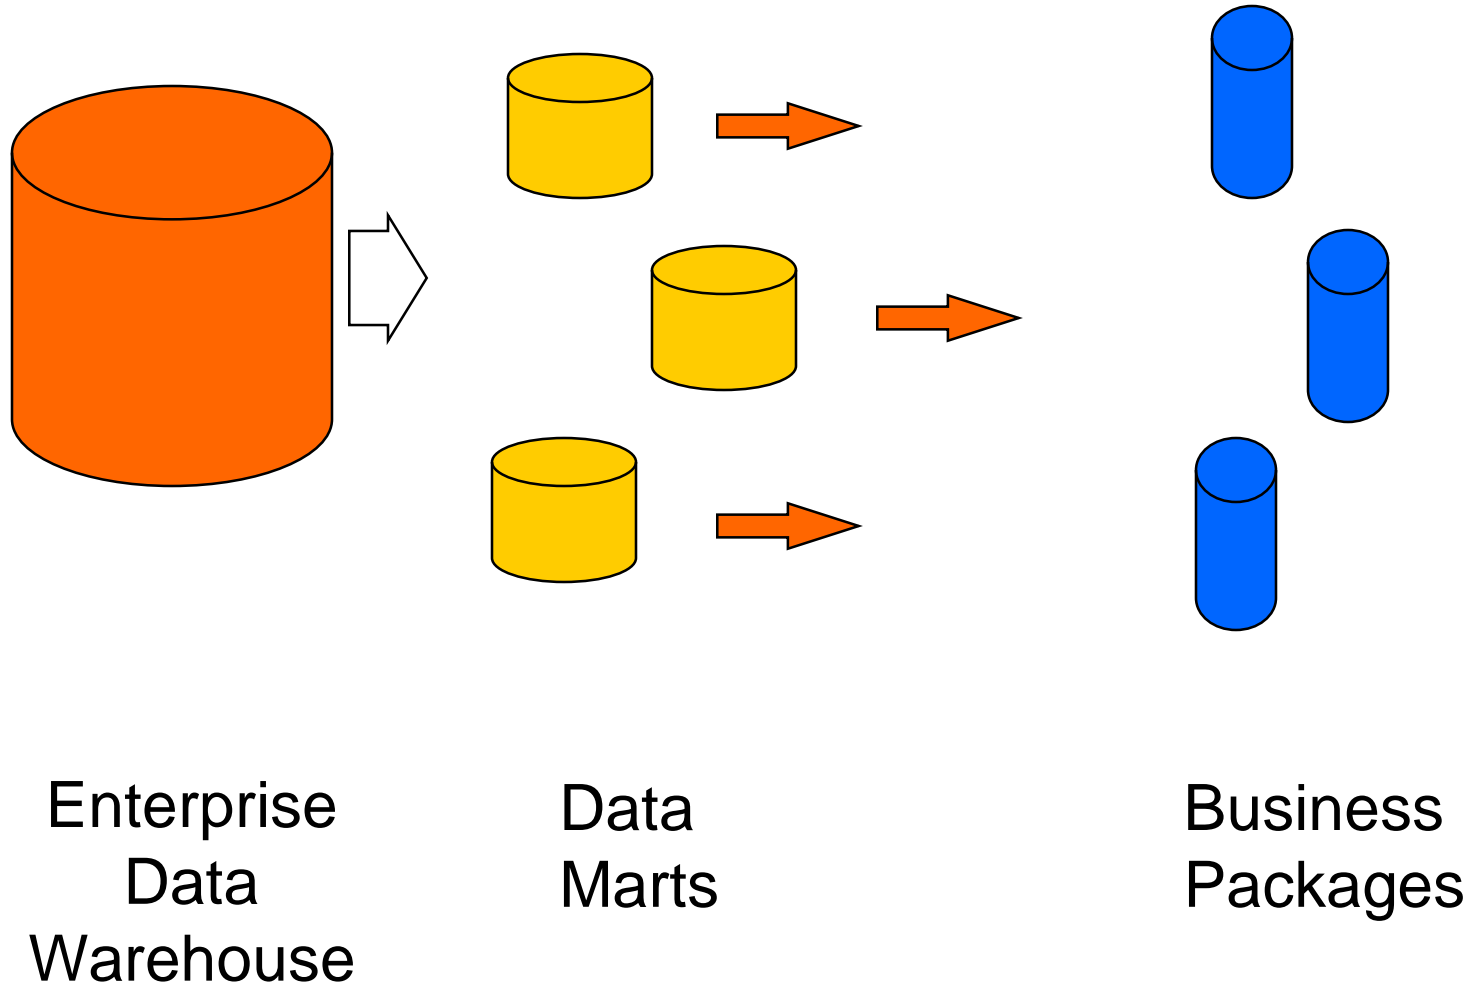 Enterprise
Data
Warehouse
Data
Marts
Business
Packages